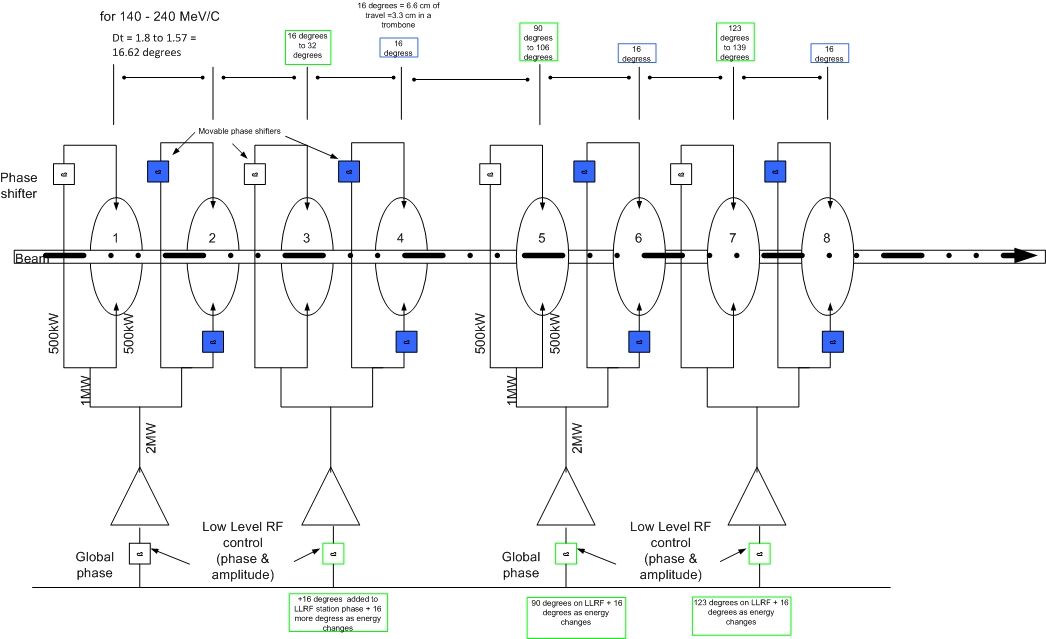 for 140 - 240 MeV/C
Dt = 1.8 to 1.57 =
16.62 degrees
16 degrees = 6.6 cm of
travel =3.3 cm in a
trombone
16 degrees
to 32
degrees
16
degress
90
degrees
to 106
degrees
16
degress
123
degrees
to 139
degrees
16
degress
Movable phase shifters
Phase
shifter
1
2
3
4
5
6
7
8
Beam
500kW
500kW
500kW
500kW
1MW
1MW
2MW
2MW
Global
phase
Low Level RF
control
(phase &
amplitude)
Global
phase
Low Level RF
control
(phase &
amplitude)
+16 degrees  added to
LLRF station phase + 16
more degress as energy
changes
90 degrees on LLRF + 16
degrees as energy
changes
123 degrees on LLRF + 16
degrees as energy
changes